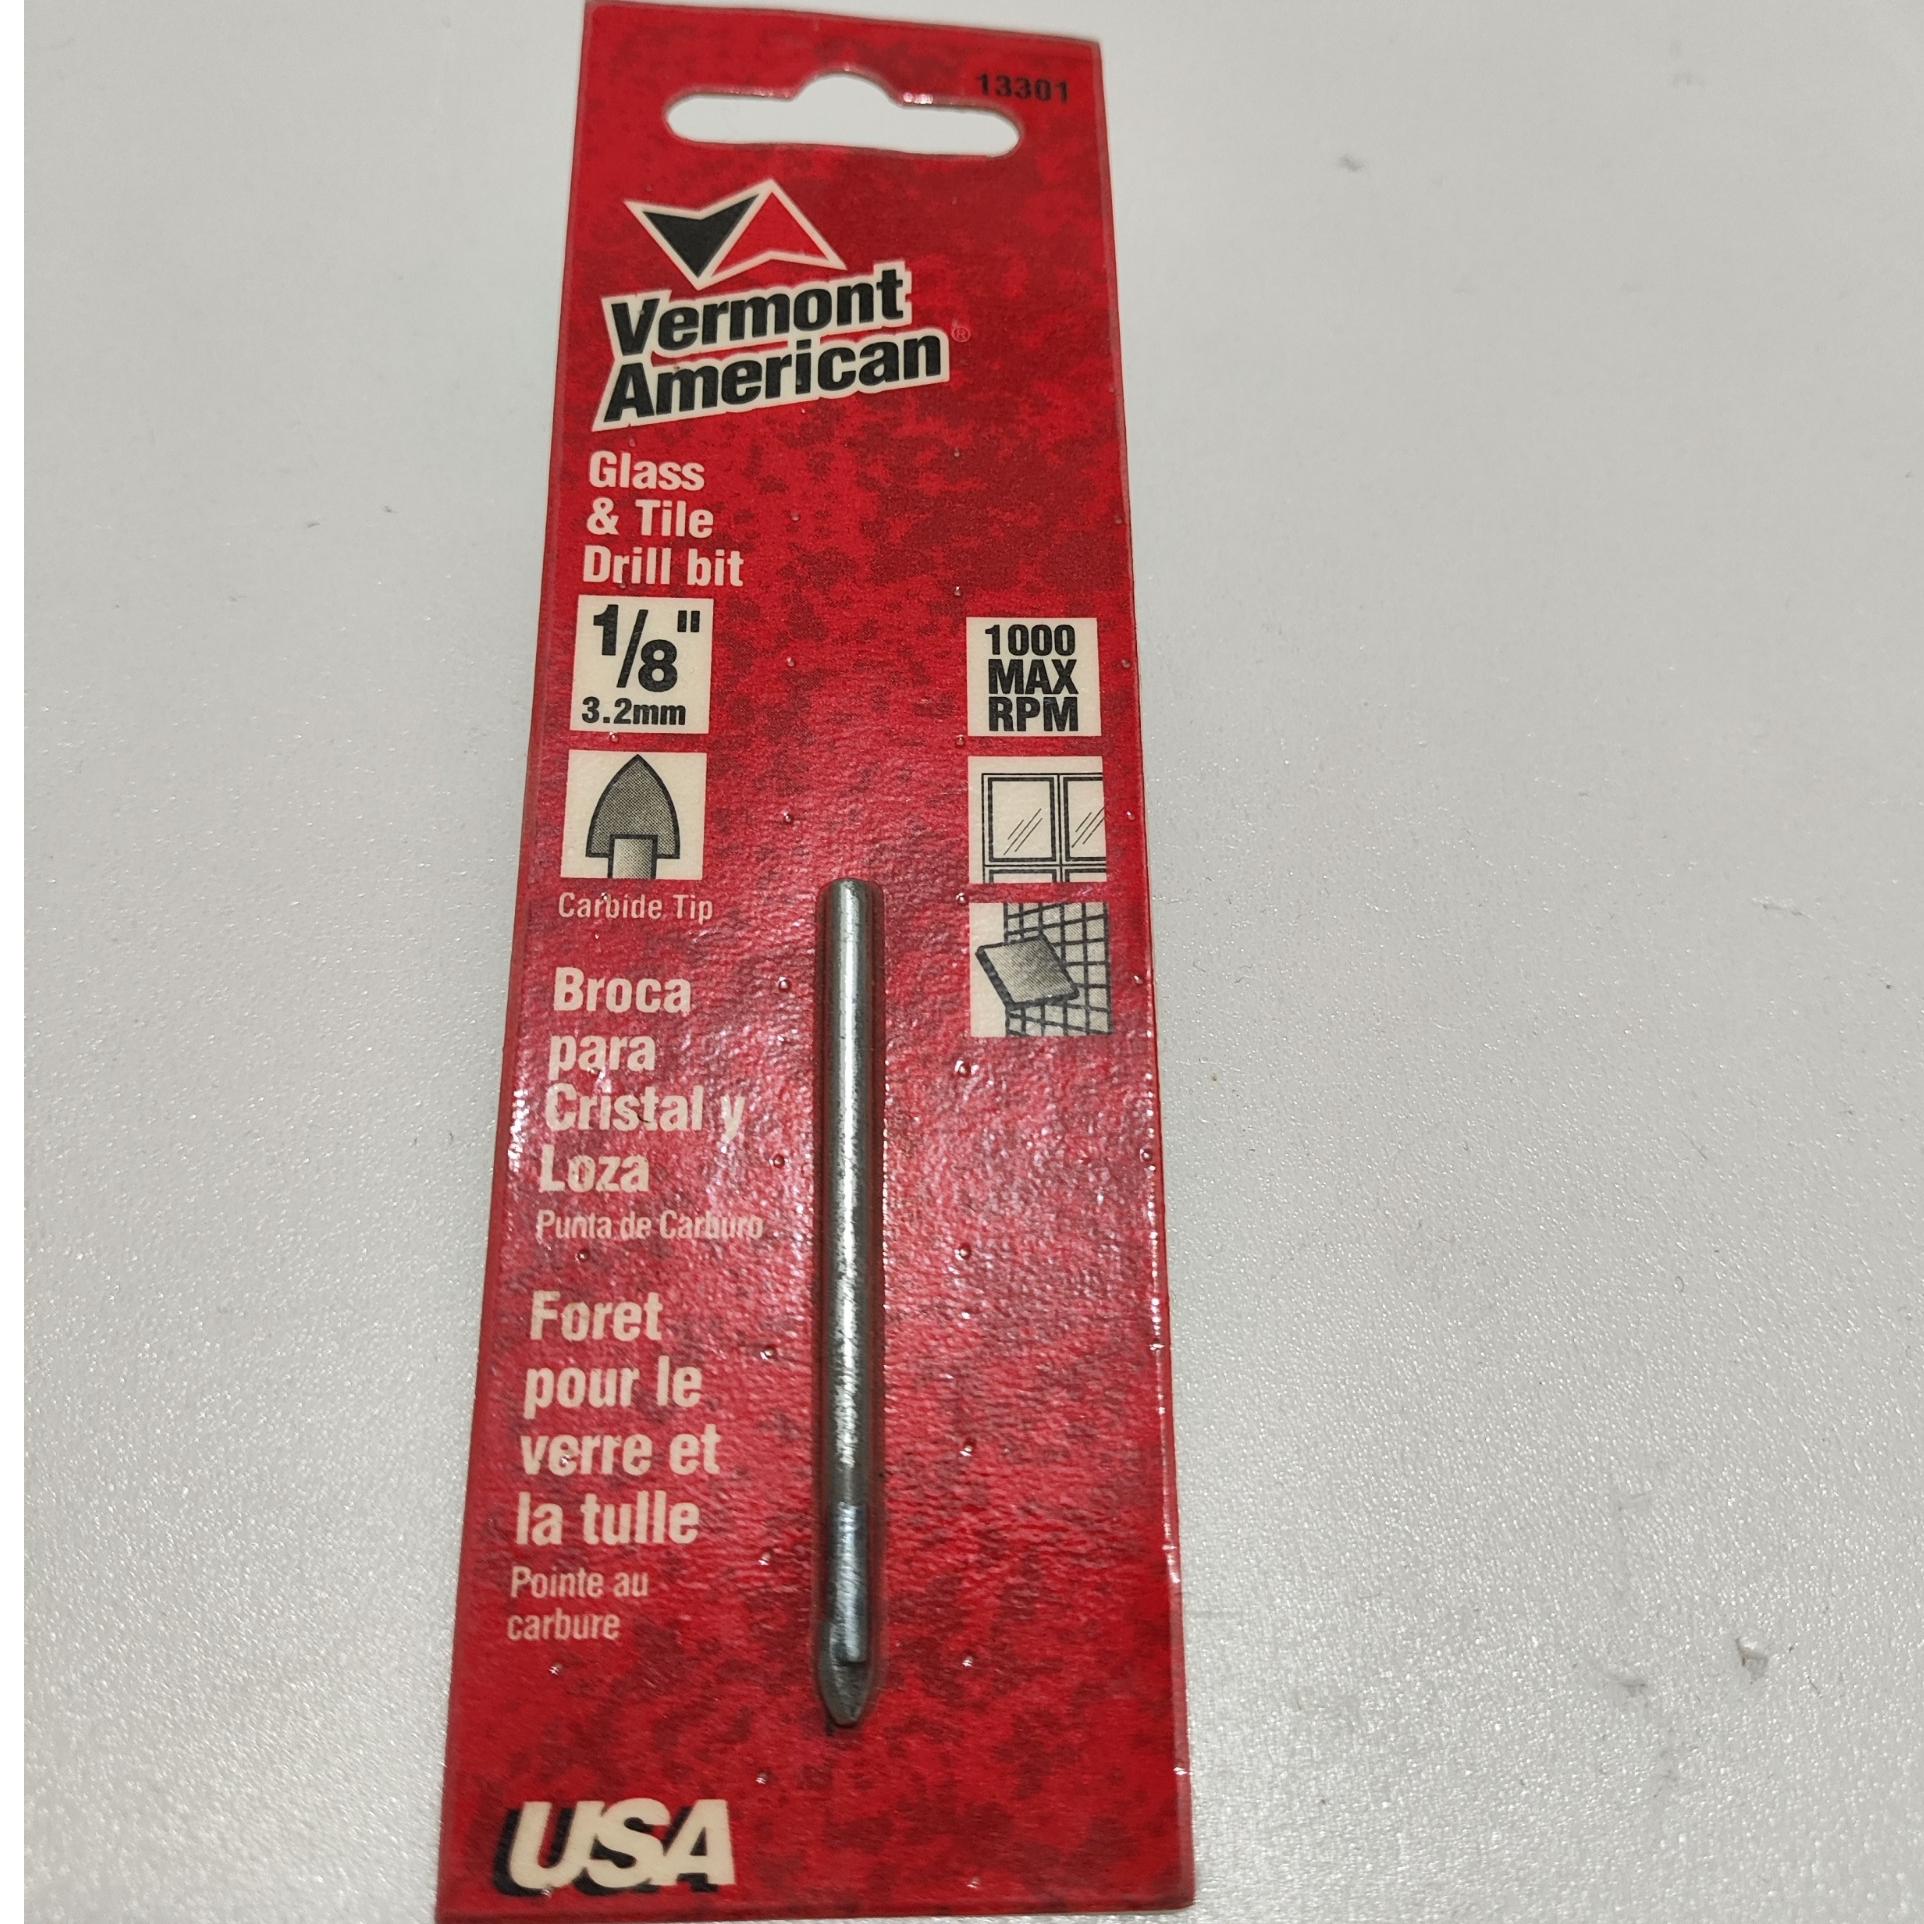 13301
Vermont
American®
Glass
& Tile
Drill bit
1/8"
3.2mm
1000
MAX
RPM
Carbide Tip
Broca
para
Cristal y
Loza
Punta de Carburo
Foret
pour le
verre et
la tulle
Pointe au
carbure
USA